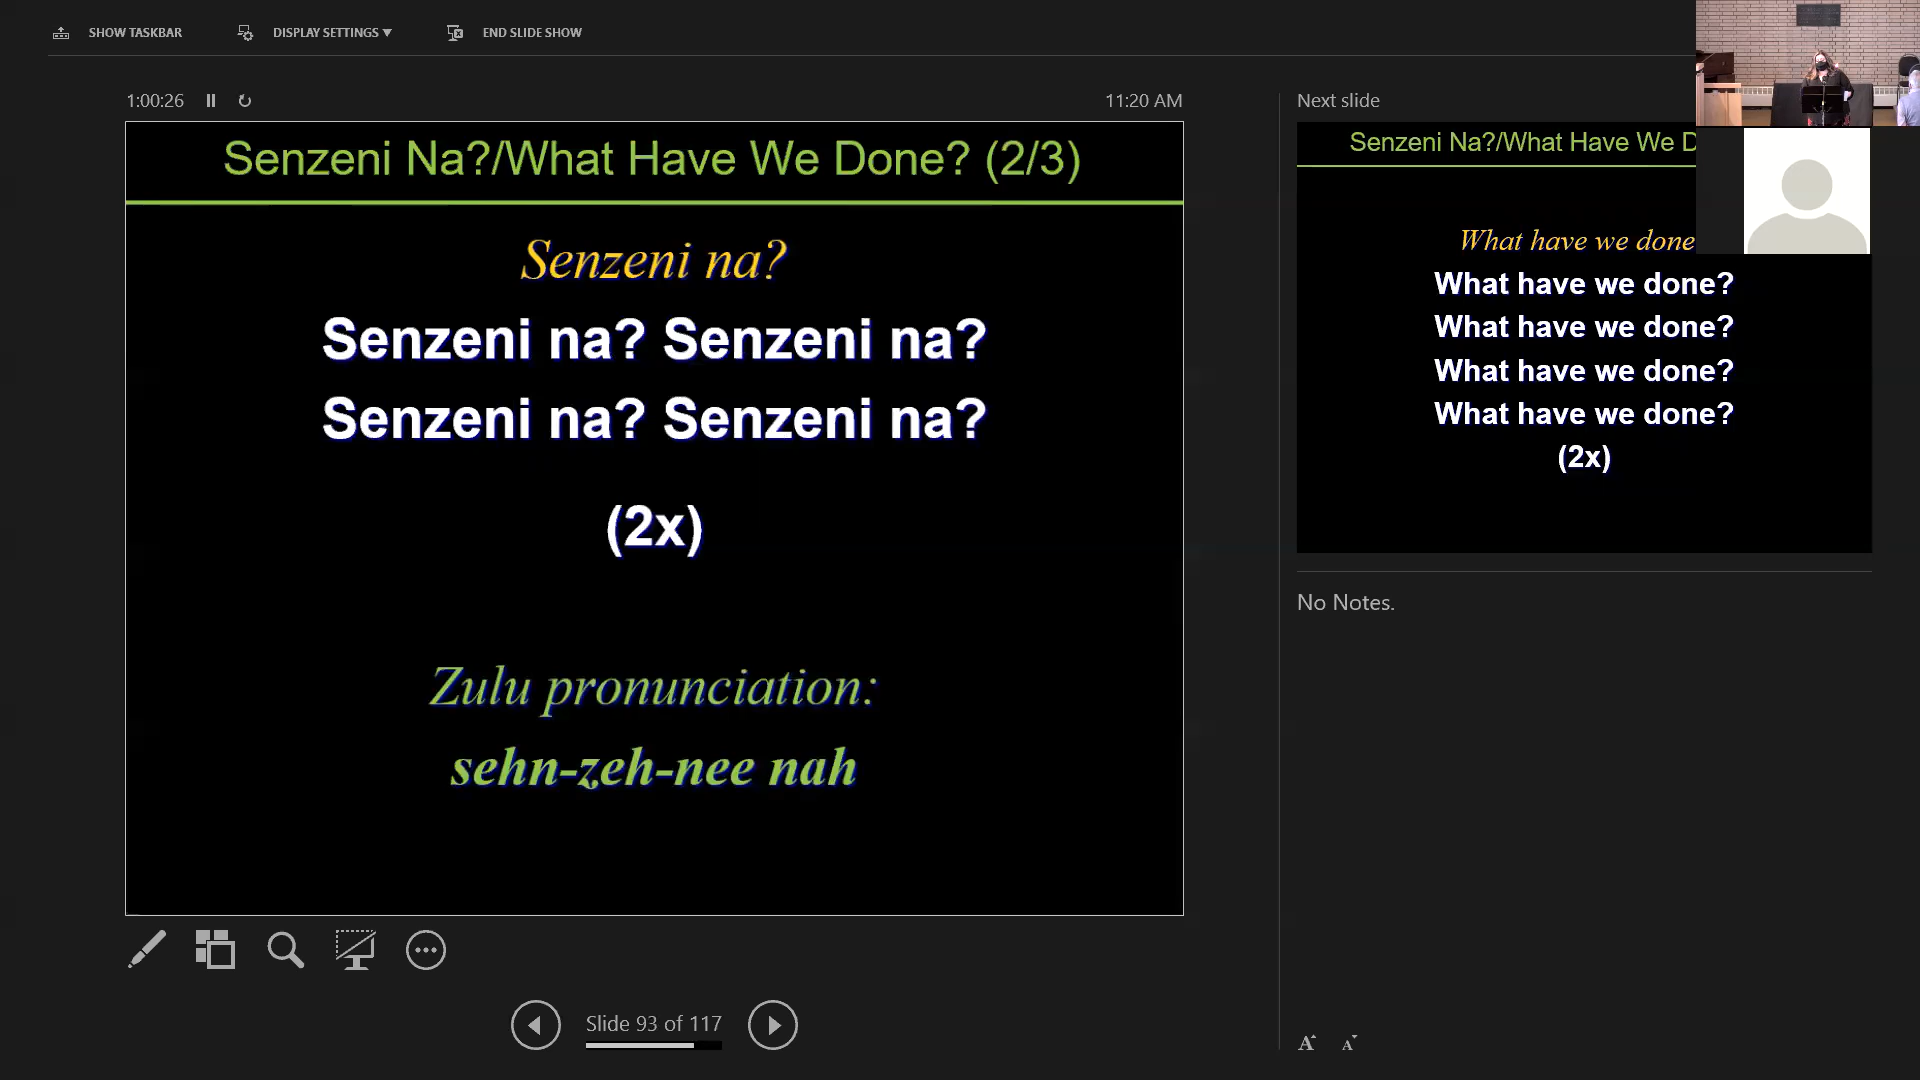 SHOW TASKBAR
DISPLAY SETTINGS ▼
END SLIDE SHOW
1:00:26
11:20 AM
Senzeni Na?/What Have We Done? (2/3)
Senzeni na?
Senzeni na? Senzeni na?
Senzeni na? Senzeni na?
(2x)
Zulu pronunciation:
sehn-zeh-nee nah
Slide 93 of 117
Next slide
Senzeni Na?/What Have We D
What have we done
What have we done?
What have we done?
What have we done?
What have we done?
(2x)
No Notes.
A A